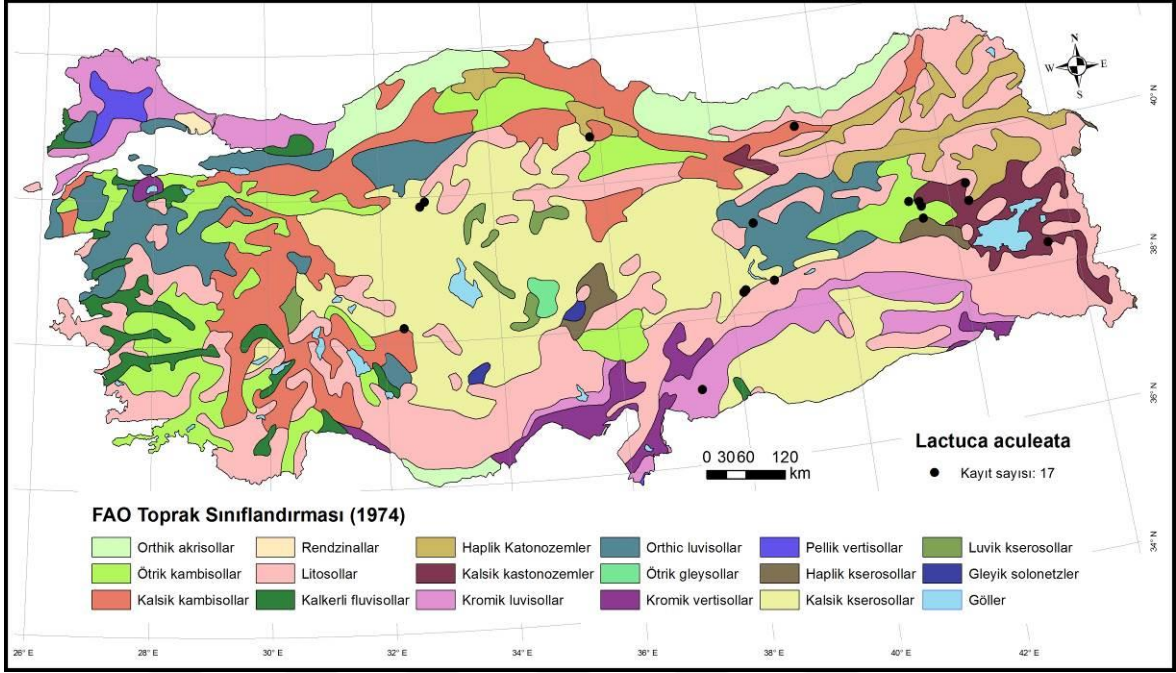 N
W E
S
40° N
38° N
36° N
34° N
Lactuca aculeata
Kayıt sayısı: 17
0 30 60 120
km
FAO Toprak Sınıflandırması (1974)
Orthik akrisollar Rendzinallar Haplik Katonozemler Orthic luvisollar Pellik vertisollar Luvik kserosollar
Ötrik kambisollar Litosollar Kalsik kastonozemler Ötrik gleysollar Haplik kserosollar Gleyik solonetzler
Kalsik kambisollar Kalkerli fluvisollar Kromik luvisollar Kromik vertisollar Kalsik kserosollar Göller
26° E 28° E 30° E 32° E 34° E 36° E 38° E 40° E 42° E